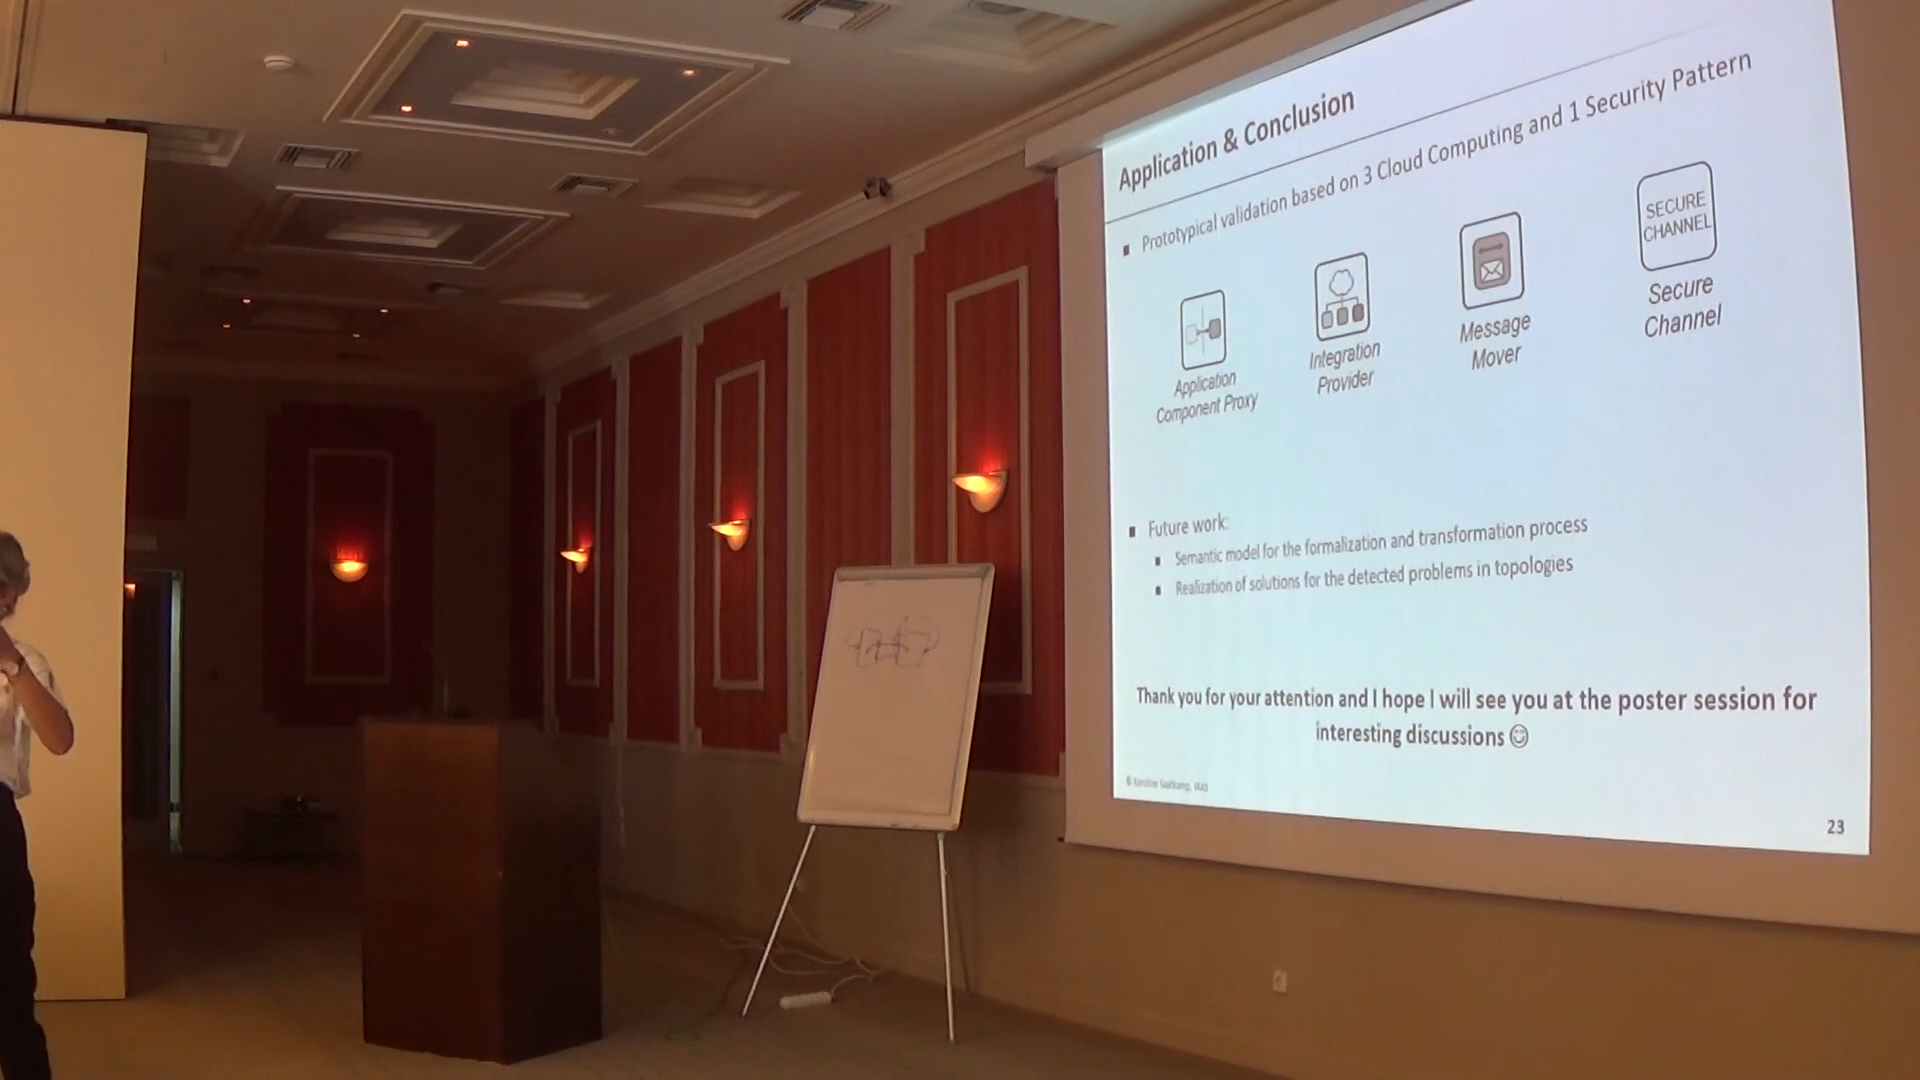 Application & Conclusion
Prototypical validation based on 3 Cloud Computing and 1 Security Pattern
SECURE
CHANNEL
Application
Component Proxy
Integration
Provider
Message
Mover
Secure
Channel
Future work:
Semantic model for the formalization and transformation process
Realization of solutions for the detected problems in topologies
Thank you for your attention and I hope I will see you at the poster session for
interesting discussions ☺
© Karoline Saatkamp, IAAS
23